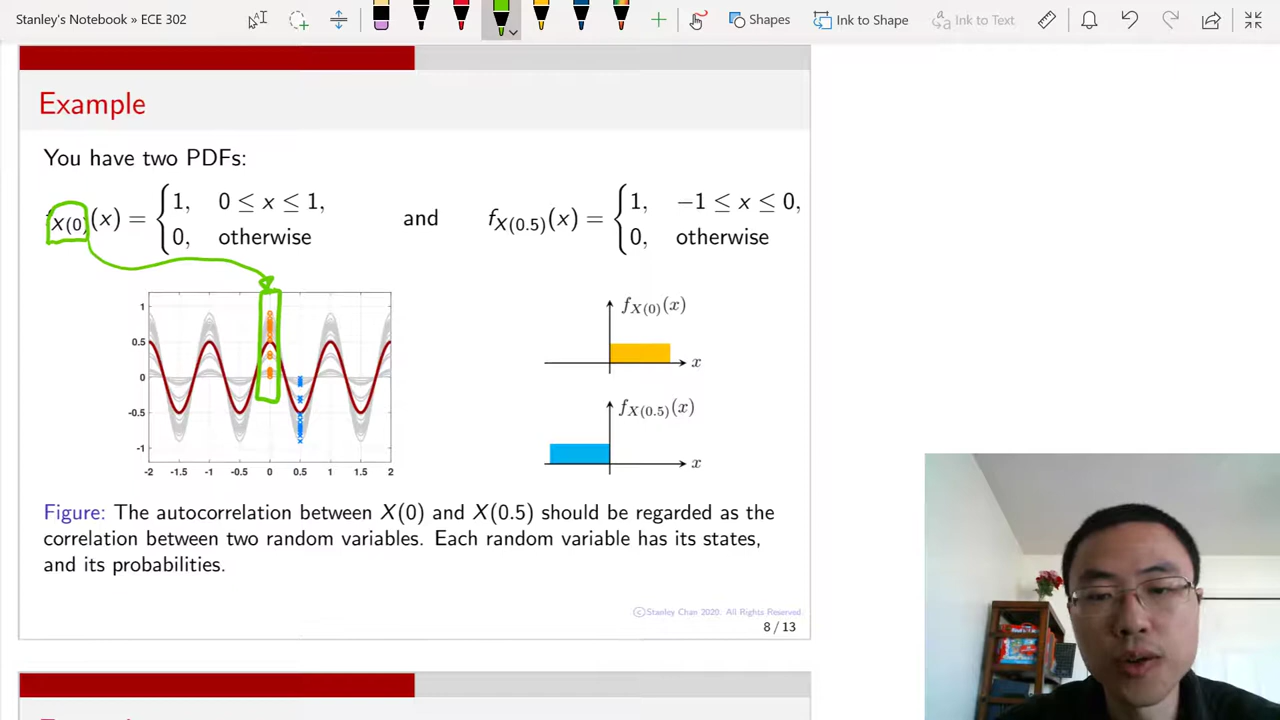 Stanley's Notebook » ECE 302
Shapes
Ink to Shape
Ink to Text
Example
You have two PDFs:
X(0)(x) = { 1, 0 ≤ x ≤ 1, 0, otherwise and f_X(0.5)(x) = { 1, −1 ≤ x ≤ 0, 0, otherwise
1
0.5
0
-0.5
-1
-2 -1.5 -1 -0.5 0 0.5 1 1.5 2
f_X(0)(x)
x
f_X(0.5)(x)
x
Figure: The autocorrelation between X(0) and X(0.5) should be regarded as the
correlation between two random variables. Each random variable has its states,
and its probabilities.
©Stanley Chan 2020. All Rights Reserved.
8 / 13